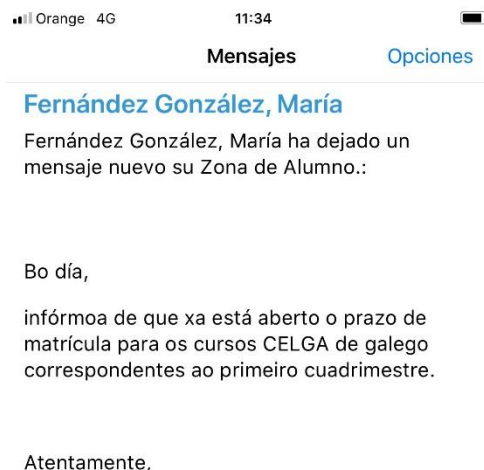 Orange 4G 11:34
Mensajes Opciones
Fernández González, María
Fernández González, María ha dejado un
mensaje nuevo su Zona de Alumno.:
Bo día,
infórmoa de que xa está aberto o prazo de
matrícula para os cursos CELGA de galego
correspondentes ao primeiro cuadrimestre.
Atentamente,